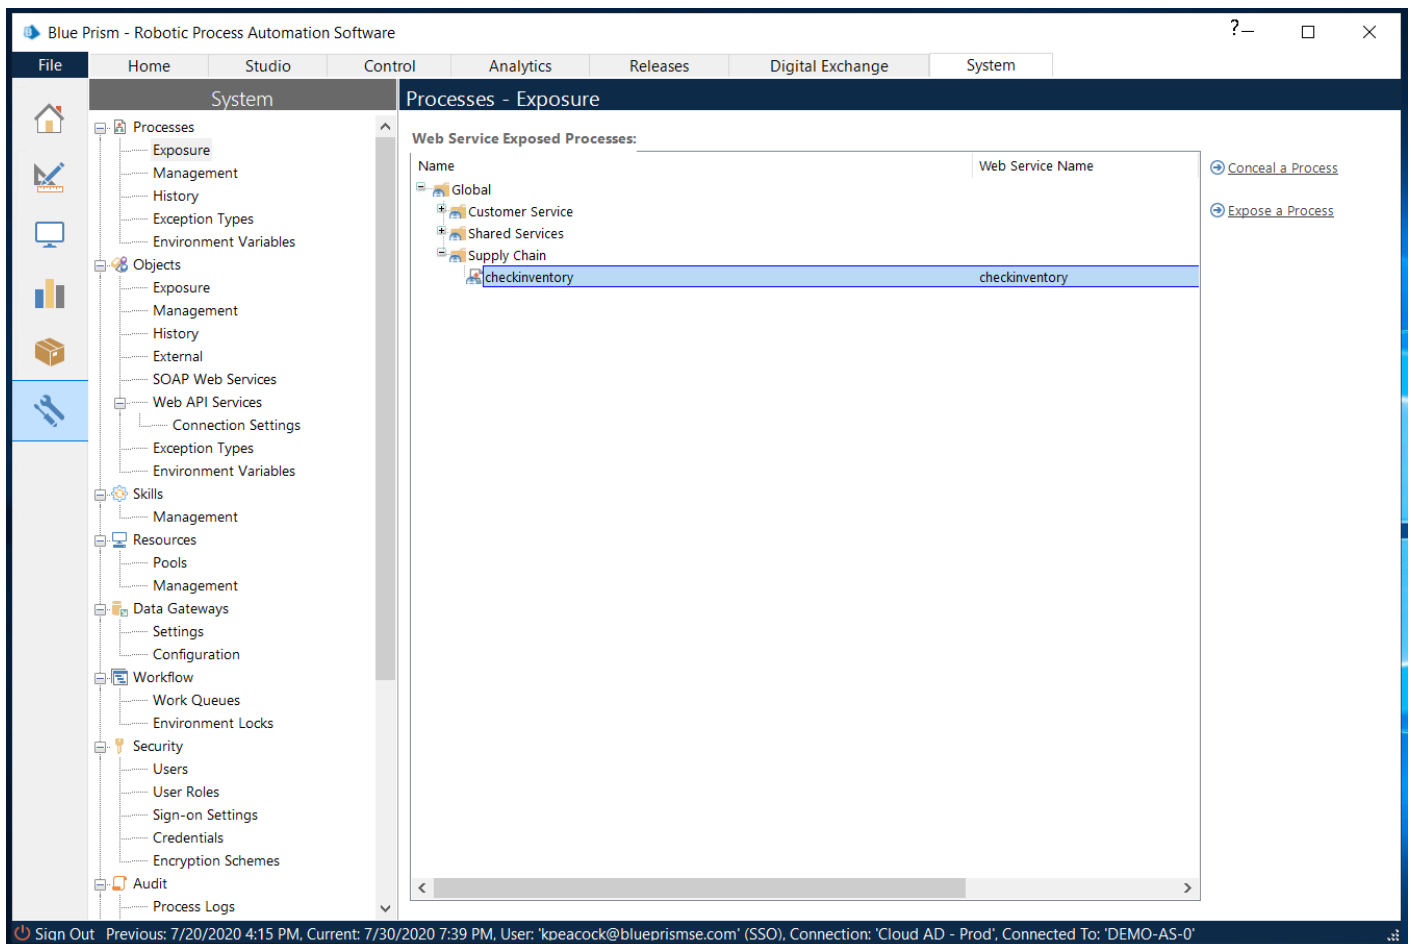 Blue Prism - Robotic Process Automation Software
?
File
Home
Studio
Control
Analytics
Releases
Digital Exchange
System
System
Processes - Exposure
Processes
Exposure
Management
History
Exception Types
Environment Variables
Objects
Exposure
Management
History
External
SOAP Web Services
Web API Services
Connection Settings
Exception Types
Environment Variables
Skills
Management
Resources
Pools
Management
Data Gateways
Settings
Configuration
Workflow
Work Queues
Environment Locks
Security
Users
User Roles
Sign-on Settings
Credentials
Encryption Schemes
Audit
Process Logs
Web Service Exposed Processes:
Name
Web Service Name
Global
Customer Service
Shared Services
Supply Chain
checkinventory
checkinventory
Conceal a Process
Expose a Process
Sign Out Previous: 7/20/2020 4:15 PM, Current: 7/30/2020 7:39 PM, User: 'kpeacock@blueprismse.com' (SSO), Connection: 'Cloud AD - Prod', Connected To: 'DEMO-AS-0'